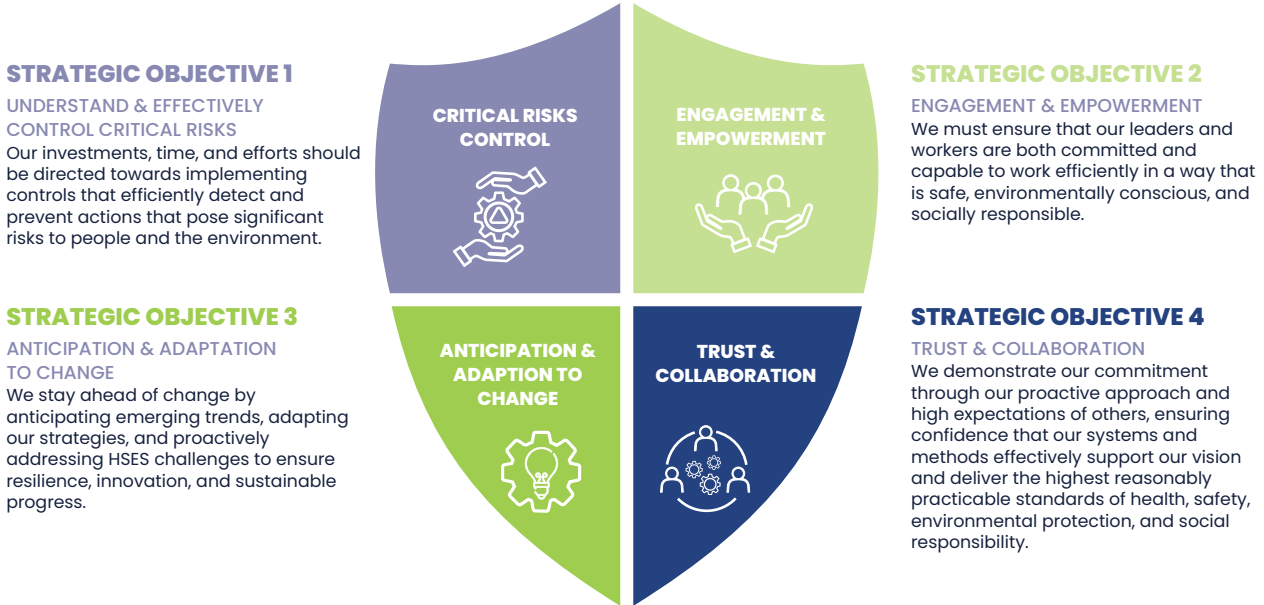 STRATEGIC OBJECTIVE 1
UNDERSTAND & EFFECTIVELY
CONTROL CRITICAL RISKS
Our investments, time, and efforts should
be directed towards implementing
controls that efficiently detect and
prevent actions that pose significant
risks to people and the environment.
CRITICAL RISKS
CONTROL
ENGAGEMENT &
EMPOWERMENT
STRATEGIC OBJECTIVE 2
ENGAGEMENT & EMPOWERMENT
We must ensure that our leaders and
workers are both committed and
capable to work efficiently in a way that
is safe, environmentally conscious, and
socially responsible.
STRATEGIC OBJECTIVE 3
ANTICIPATION & ADAPTATION
TO CHANGE
We stay ahead of change by
anticipating emerging trends, adapting
our strategies, and proactively
addressing HSES challenges to ensure
resilience, innovation, and sustainable
progress.
ANTICIPATION &
ADAPTION TO
CHANGE
TRUST &
COLLABORATION
STRATEGIC OBJECTIVE 4
TRUST & COLLABORATION
We demonstrate our commitment
through our proactive approach and
high expectations of others, ensuring
confidence that our systems and
methods effectively support our vision
and deliver the highest reasonably
practicable standards of health, safety,
environmental protection, and social
responsibility.